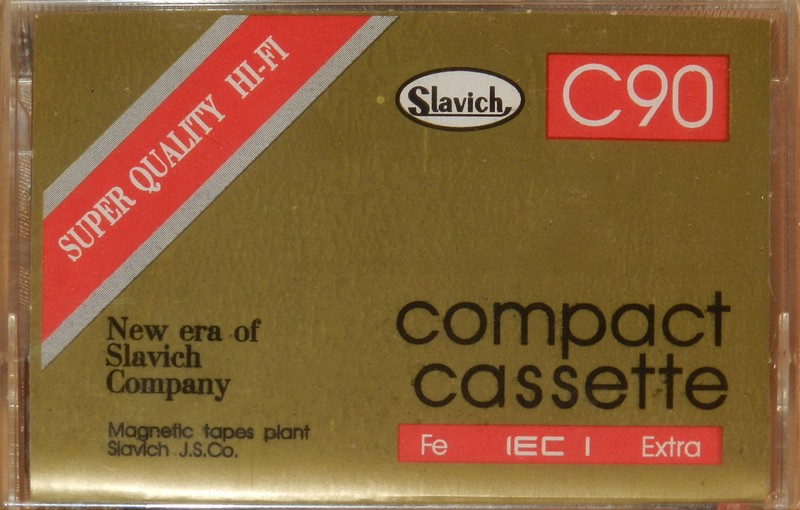 SUPER QUALITY HI-FI
Slavich
C90
compact
cassette
New era of
Slavich
Company
Magnetic tapes plant
Slavich J.S.Co.
Fe IEC I Extra